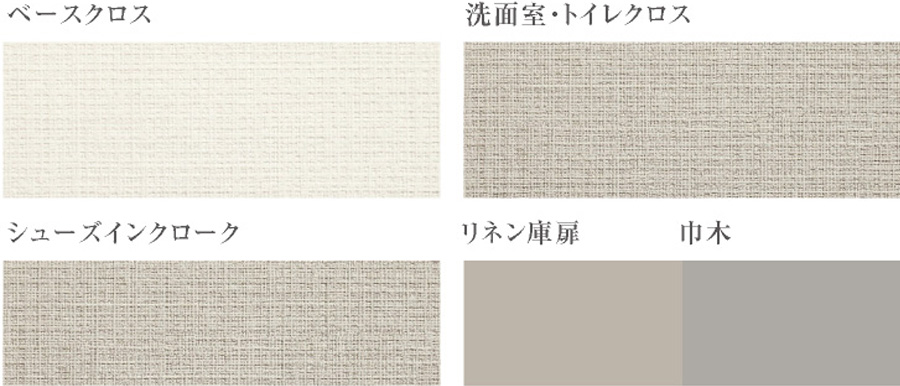 ベースクロス
洗面室・トイレクロス
シューズインクローク
リネン庫扉
巾木